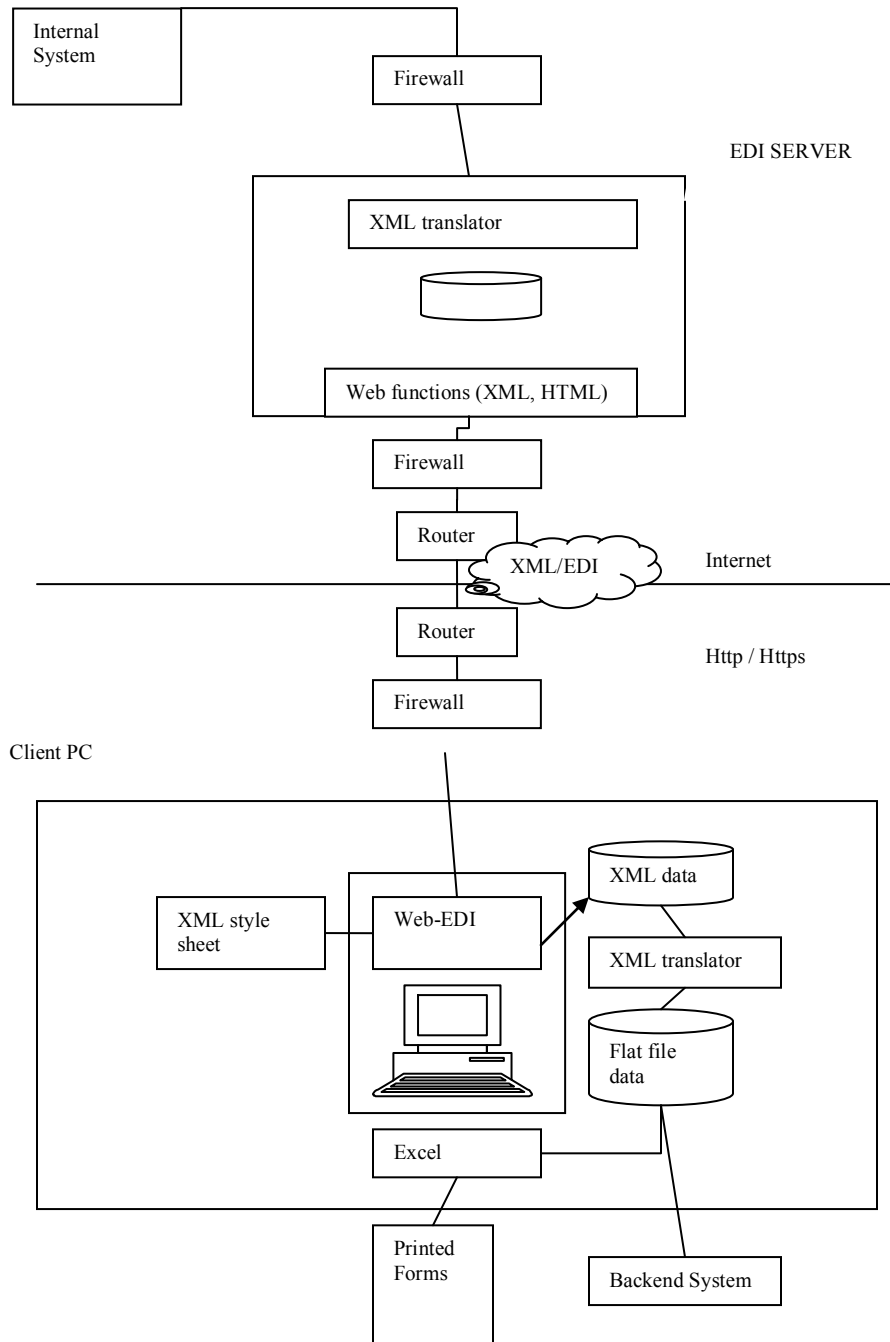 Internal
System
Firewall
EDI SERVER
XML translator
Web functions (XML, HTML)
Firewall
Router
XML/EDI
Internet
Router
Http / Https
Firewall
Client PC
XML data
XML style
sheet
Web-EDI
XML translator
Flat file
data
Excel
Printed
Forms
Backend System